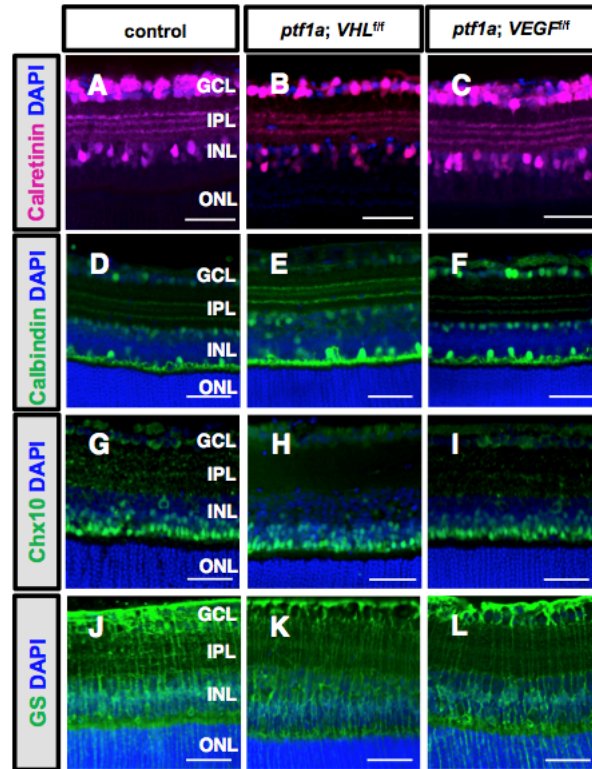 control
ptf1a; VHLf/f
ptf1a; VEGFf/f
Calretinin DAPI
A
GCL
IPL
INL
ONL
B
C
Calbindin DAPI
D
GCL
IPL
INL
ONL
E
F
Chx10 DAPI
G
GCL
IPL
INL
ONL
H
I
GS DAPI
J
GCL
IPL
INL
ONL
K
L